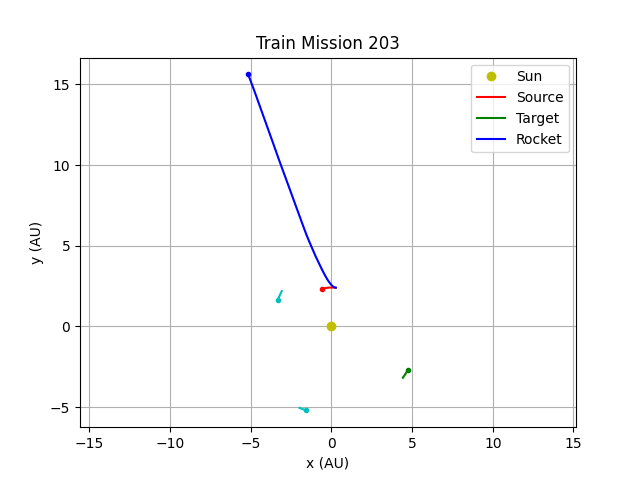 Train Mission 203
Sun
Source
Target
Rocket
15
10
5
0
−5
y (AU)
−15
−10
−5
0
5
10
15
x (AU)